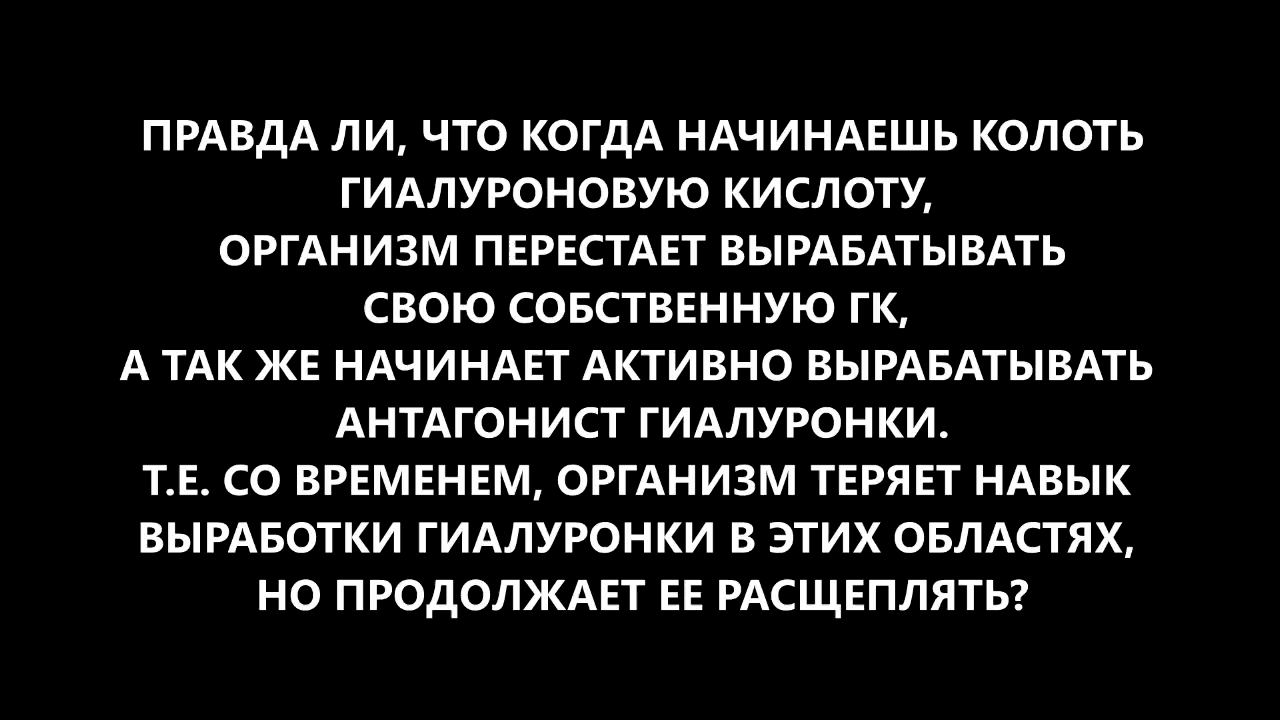 ПРАВДА ЛИ, ЧТО КОГДА НАЧИНАЕШЬ КОЛОТЬ
ГИАЛУРОНОВУЮ КИСЛОТУ,
ОРГАНИЗМ ПЕРЕСТАЕТ ВЫРАБАТЫВАТЬ
СВОЮ СОБСТВЕННУЮ ГК,
А ТАК ЖЕ НАЧИНАЕТ АКТИВНО ВЫРАБАТЫВАТЬ
АНТАГОНИСТ ГИАЛУРОНКИ.
Т.Е. СО ВРЕМЕНЕМ, ОРГАНИЗМ ТЕРЯЕТ НАВЫК
ВЫРАБОТКИ ГИАЛУРОНКИ В ЭТИХ ОБЛАСТЯХ,
НО ПРОДОЛЖАЕТ ЕЕ РАСЩЕПЛЯТЬ?